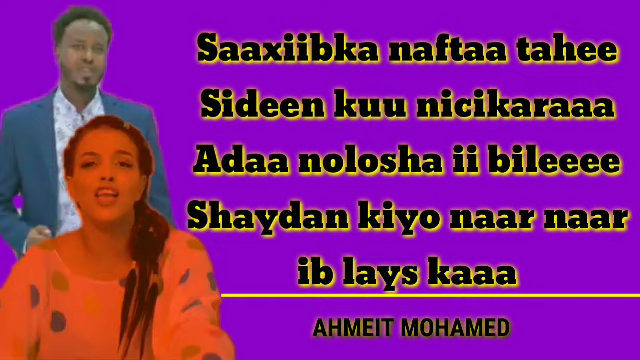 Saaxiibka naftaa tahee
Sideen kuu nicikaraaa
Adaa nolosha ii bileeee
Shaydan kiyo naar naar
ib lays kaaa
AHMEIT MOHAMED